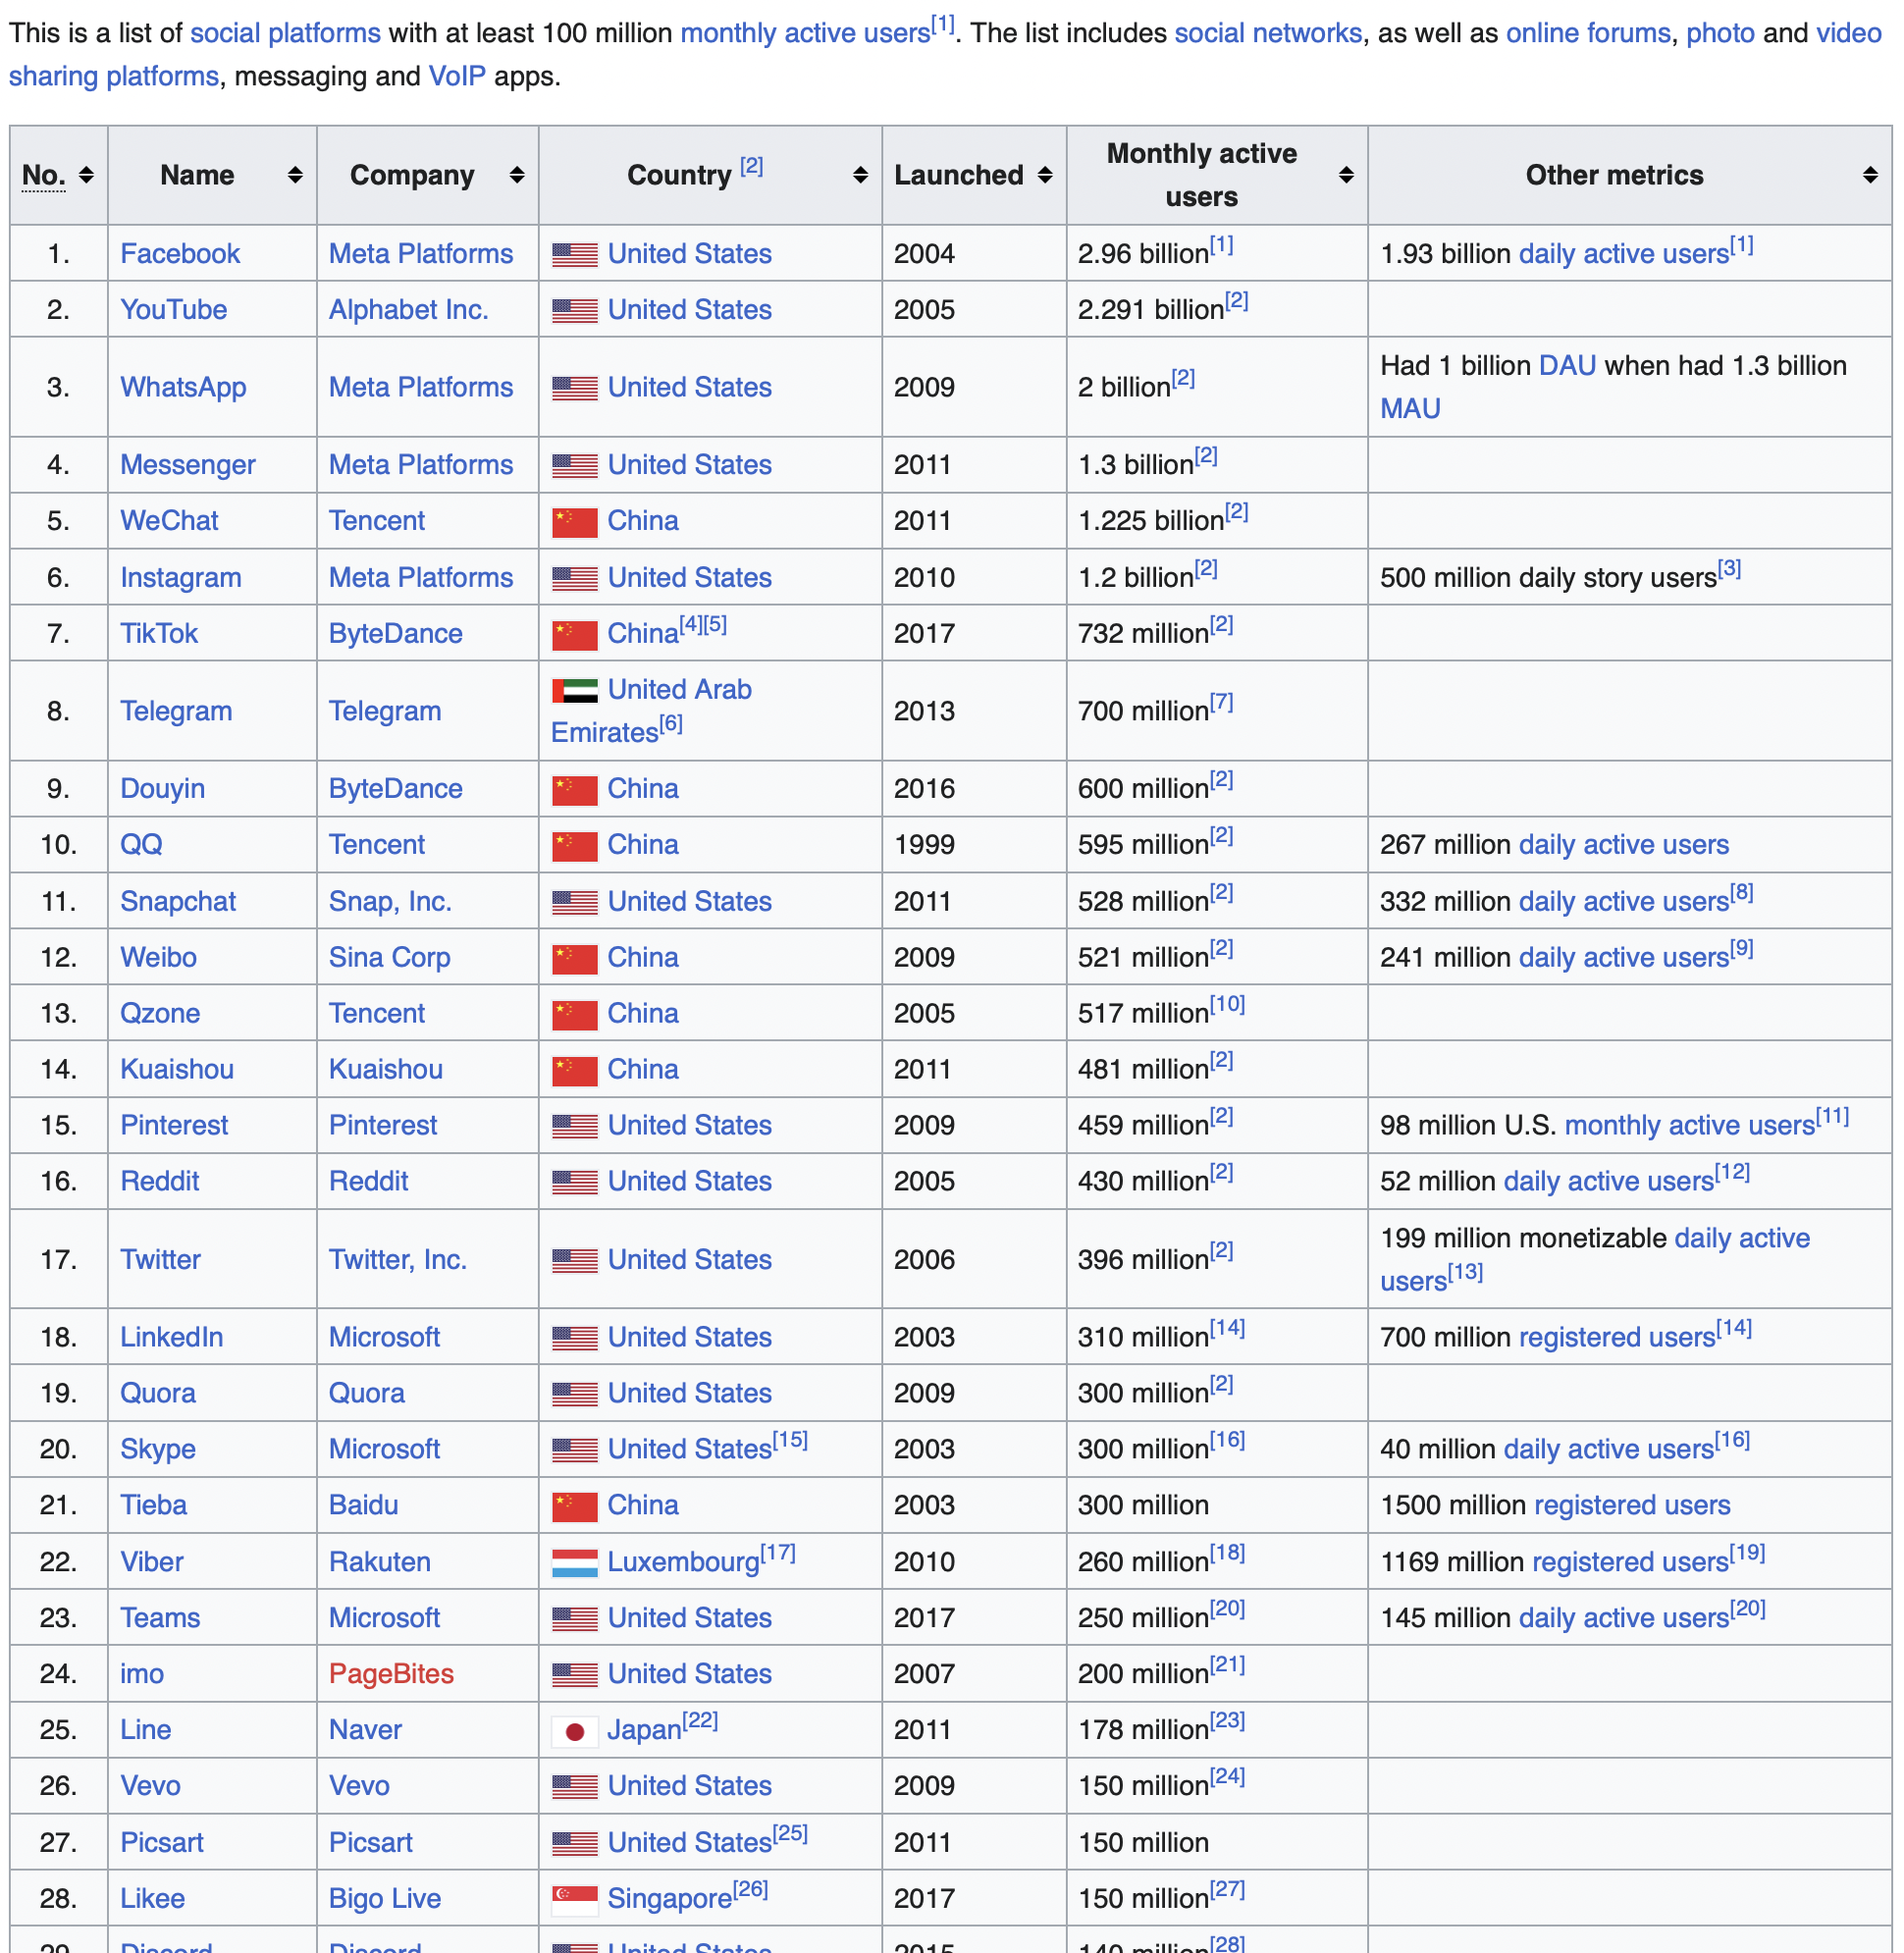 This is a list of social platforms with at least 100 million monthly active users[1]. The list includes social networks, as well as online forums, photo and video
sharing platforms, messaging and VoIP apps.
No. Name Company Country [2] Launched Monthly active users Other metrics
1. Facebook Meta Platforms United States 2004 2.96 billion[1] 1.93 billion daily active users[1]
2. YouTube Alphabet Inc. United States 2005 2.291 billion[2]
3. WhatsApp Meta Platforms United States 2009 2 billion[2] Had 1 billion DAU when had 1.3 billion MAU
4. Messenger Meta Platforms United States 2011 1.3 billion[2]
5. WeChat Tencent China 2011 1.225 billion[2]
6. Instagram Meta Platforms United States 2010 1.2 billion[2] 500 million daily story users[3]
7. TikTok ByteDance China[4][5] 2017 732 million[2]
8. Telegram Telegram United Arab Emirates[6] 2013 700 million[7]
9. Douyin ByteDance China 2016 600 million[2]
10. QQ Tencent China 1999 595 million[2] 267 million daily active users
11. Snapchat Snap, Inc. United States 2011 528 million[2] 332 million daily active users[8]
12. Weibo Sina Corp China 2009 521 million[2] 241 million daily active users[9]
13. Qzone Tencent China 2005 517 million[10]
14. Kuaishou Kuaishou China 2011 481 million[2]
15. Pinterest Pinterest United States 2009 459 million[2] 98 million U.S. monthly active users[11]
16. Reddit Reddit United States 2005 430 million[2] 52 million daily active users[12]
17. Twitter Twitter, Inc. United States 2006 396 million[2] 199 million monetizable daily active users[13]
18. LinkedIn Microsoft United States 2003 310 million[14] 700 million registered users[14]
19. Quora Quora United States 2009 300 million[2]
20. Skype Microsoft United States[15] 2003 300 million[16] 40 million daily active users[16]
21. Tieba Baidu China 2003 300 million 1500 million registered users
22. Viber Rakuten Luxembourg[17] 2010 260 million[18] 1169 million registered users[19]
23. Teams Microsoft United States 2017 250 million[20] 145 million daily active users[20]
24. imo PageBites United States 2007 200 million[21]
25. Line Naver Japan[22] 2011 178 million[23]
26. Vevo Vevo United States 2009 150 million[24]
27. Picsart Picsart United States[25] 2011 150 million
28. Likee Bigo Live Singapore[26] 2017 150 million[27]
29. Discord Discord United States 2015 140 million[28]